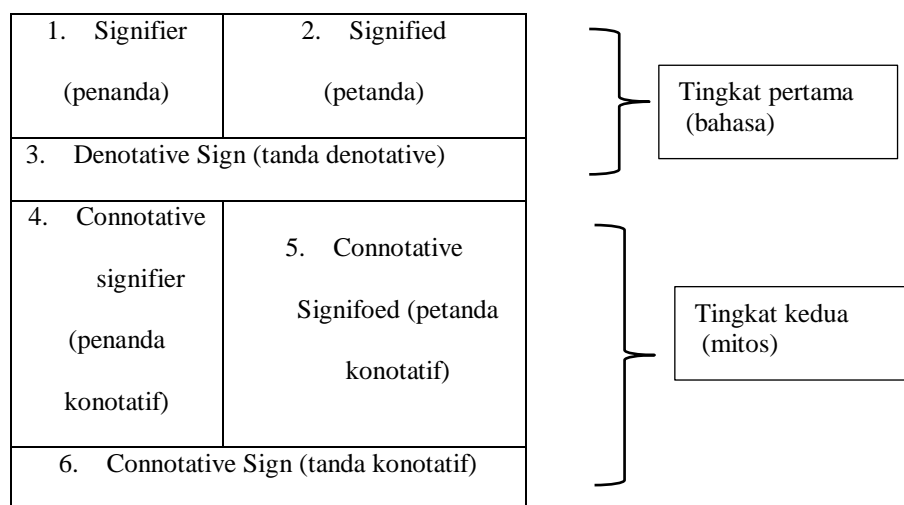 1. Signifier
(penanda)
2. Signified
(petanda)
Tingkat pertama
(bahasa)
3. Denotative Sign (tanda denotative)
4. Connotative
signifier
(penanda
konotatif)
5. Connotative
Signifoed (petanda
konotatif)
Tingkat kedua
(mitos)
6. Connotative Sign (tanda konotatif)